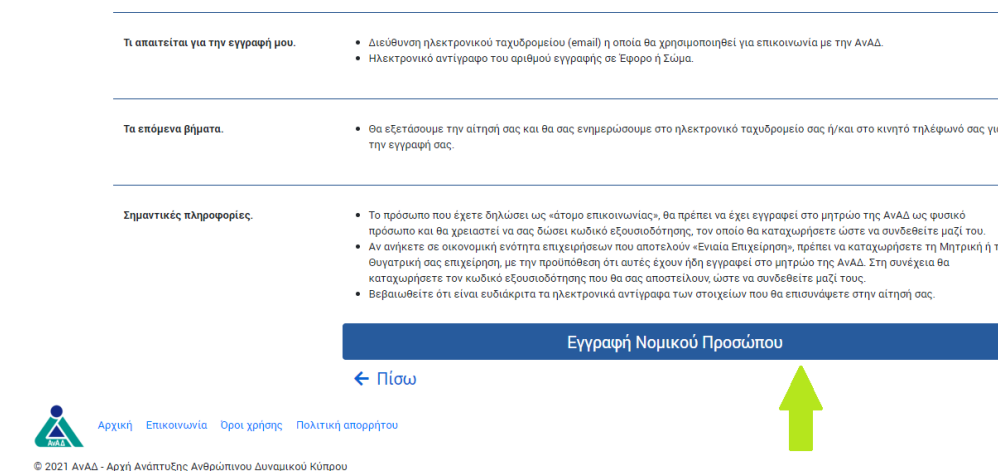 Τι απαιτείται για την εγγραφή μου.
• Διεύθυνση ηλεκτρονικού ταχυδρομείου (email) η οποία θα χρησιμοποιηθεί για επικοινωνία με την ΑνΑΔ.
• Ηλεκτρονικό αντίγραφο του αριθμού εγγραφής σε Έφορο ή Σώμα.
Τα επόμενα βήματα.
• Θα εξετάσουμε την αίτησή σας και θα σας ενημερώσουμε στο ηλεκτρονικό ταχυδρομείο σας ή/και στο κινητό τηλέφωνό σας
την εγγραφή σας.
Σημαντικές πληροφορίες.
• Το πρόσωπο που έχετε δηλώσει ως «άτομο επικοινωνίας», θα πρέπει να έχει εγγραφεί στο μητρώο της ΑνΑΔ ως φυσικό
πρόσωπο και θα χρειαστεί να σας δώσει κωδικό εξουσιοδότησης, τον οποίο θα καταχωρήσετε ώστε να συνδεθείτε μαζί του.
• Αν ανήκετε σε οικονομική ενότητα επιχειρήσεων που αποτελούν «Ενιαία Επιχείρηση», πρέπει να καταχωρήσετε τη Μητρική ή
Θυγατρική σας επιχείρηση, με την προϋπόθεση ότι αυτές έχουν ήδη εγγραφεί στο μητρώο της ΑνΑΔ. Στη συνέχεια θα
καταχωρήσετε τον κωδικό εξουσιοδότησης που θα σας αποστείλουν, ώστε να συνδεθείτε μαζί τους.
• Βεβαιωθείτε ότι είναι ευδιάκριτα τα ηλεκτρονικά αντίγραφα των στοιχείων που θα επισυνάψετε στην αίτησή σας.
Εγγραφή Νομικού Προσώπου
← Πίσω
ΑνΑΔ
Αρχική Επικοινωνία Όροι χρήσης Πολιτική απορρήτου
© 2021 ΑνΑΔ - Αρχή Ανάπτυξης Ανθρώπινου Δυναμικού Κύπρου